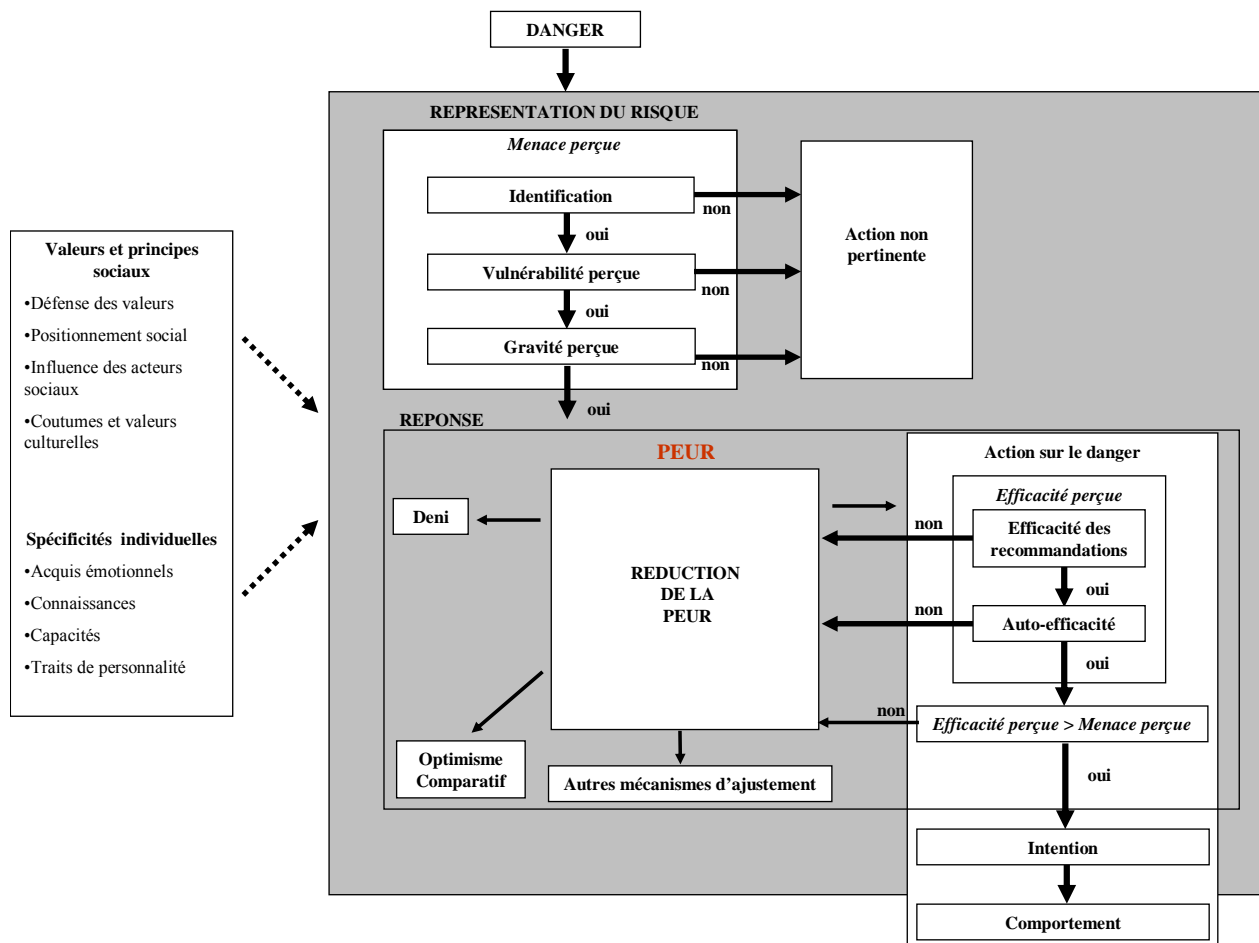 DANGER
REPRESENTATION DU RISQUE
Menace perçue
Identification
non
oui
Vulnérabilité perçue
non
oui
Gravité perçue
non
oui
Action non
pertinente
Valeurs et principes
sociaux
•Défense des valeurs
•Positionnement social
•Influence des acteurs
sociaux
•Coutumes et valeurs
culturelles
Spécificités individuelles
•Acquis émotionnels
•Connaissances
•Capacités
•Traits de personnalité
REPONSE
PEUR
Deni
REDUCTION
DE LA
PEUR
Optimisme
Comparatif
Autres mécanismes d'ajustement
Action sur le danger
Efficacité perçue
non
Efficacité des
recommandations
oui
non
Auto-efficacité
oui
non
Efficacité perçue > Menace perçue
oui
Intention
Comportement